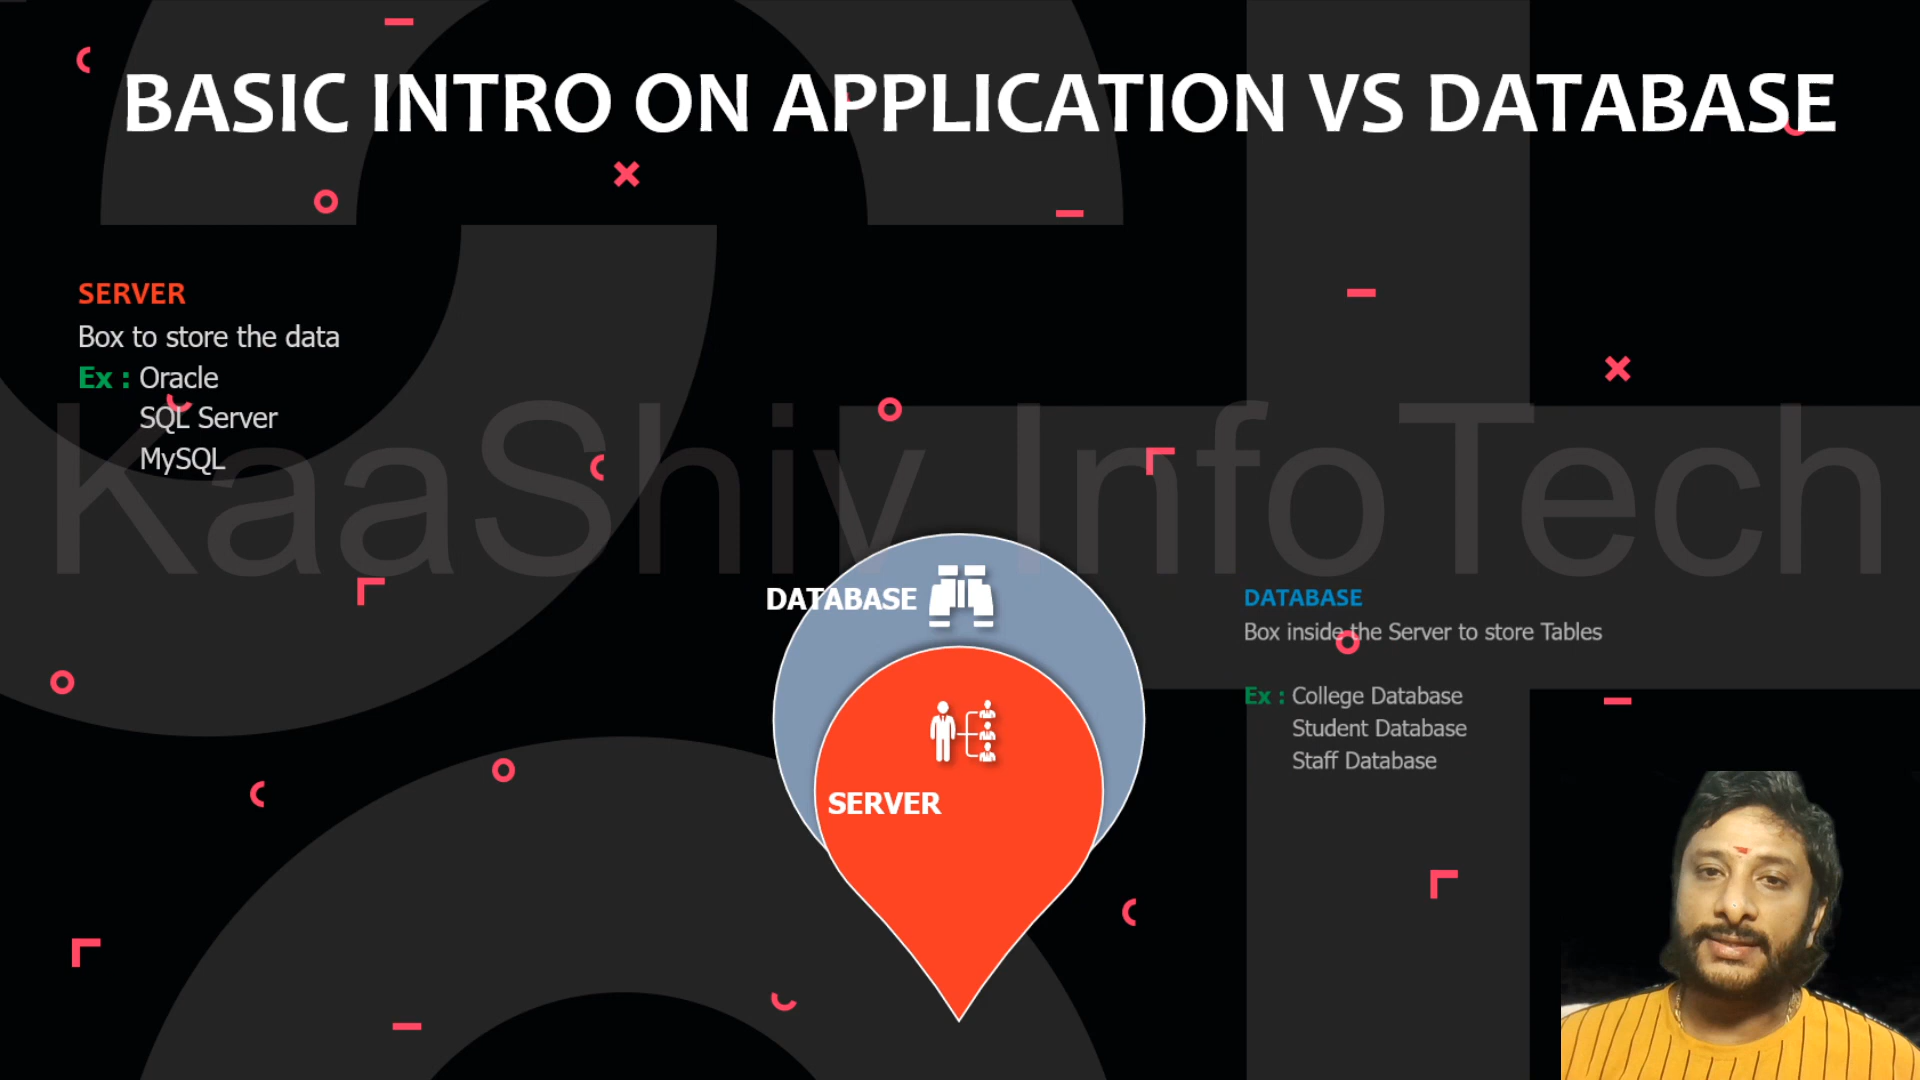 BASIC INTRO ON APPLICATION VS DATABASE
SERVER
Box to store the data
Ex : Oracle
SQL Server
MySQL
KaaShiv InfoTech
DATABASE
SERVER
DATABASE
Box inside the Server to store Tables
Ex : College Database
Student Database
Staff Database